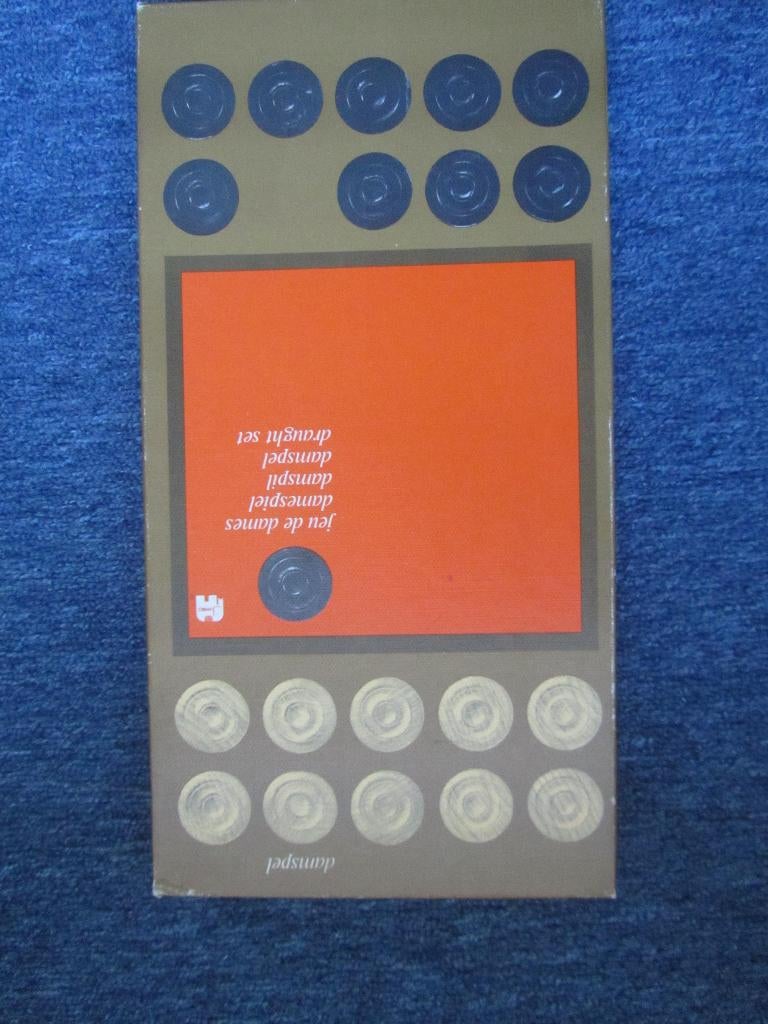 damspel
jeu de dames
damespiel
damspil
damspel
draught set